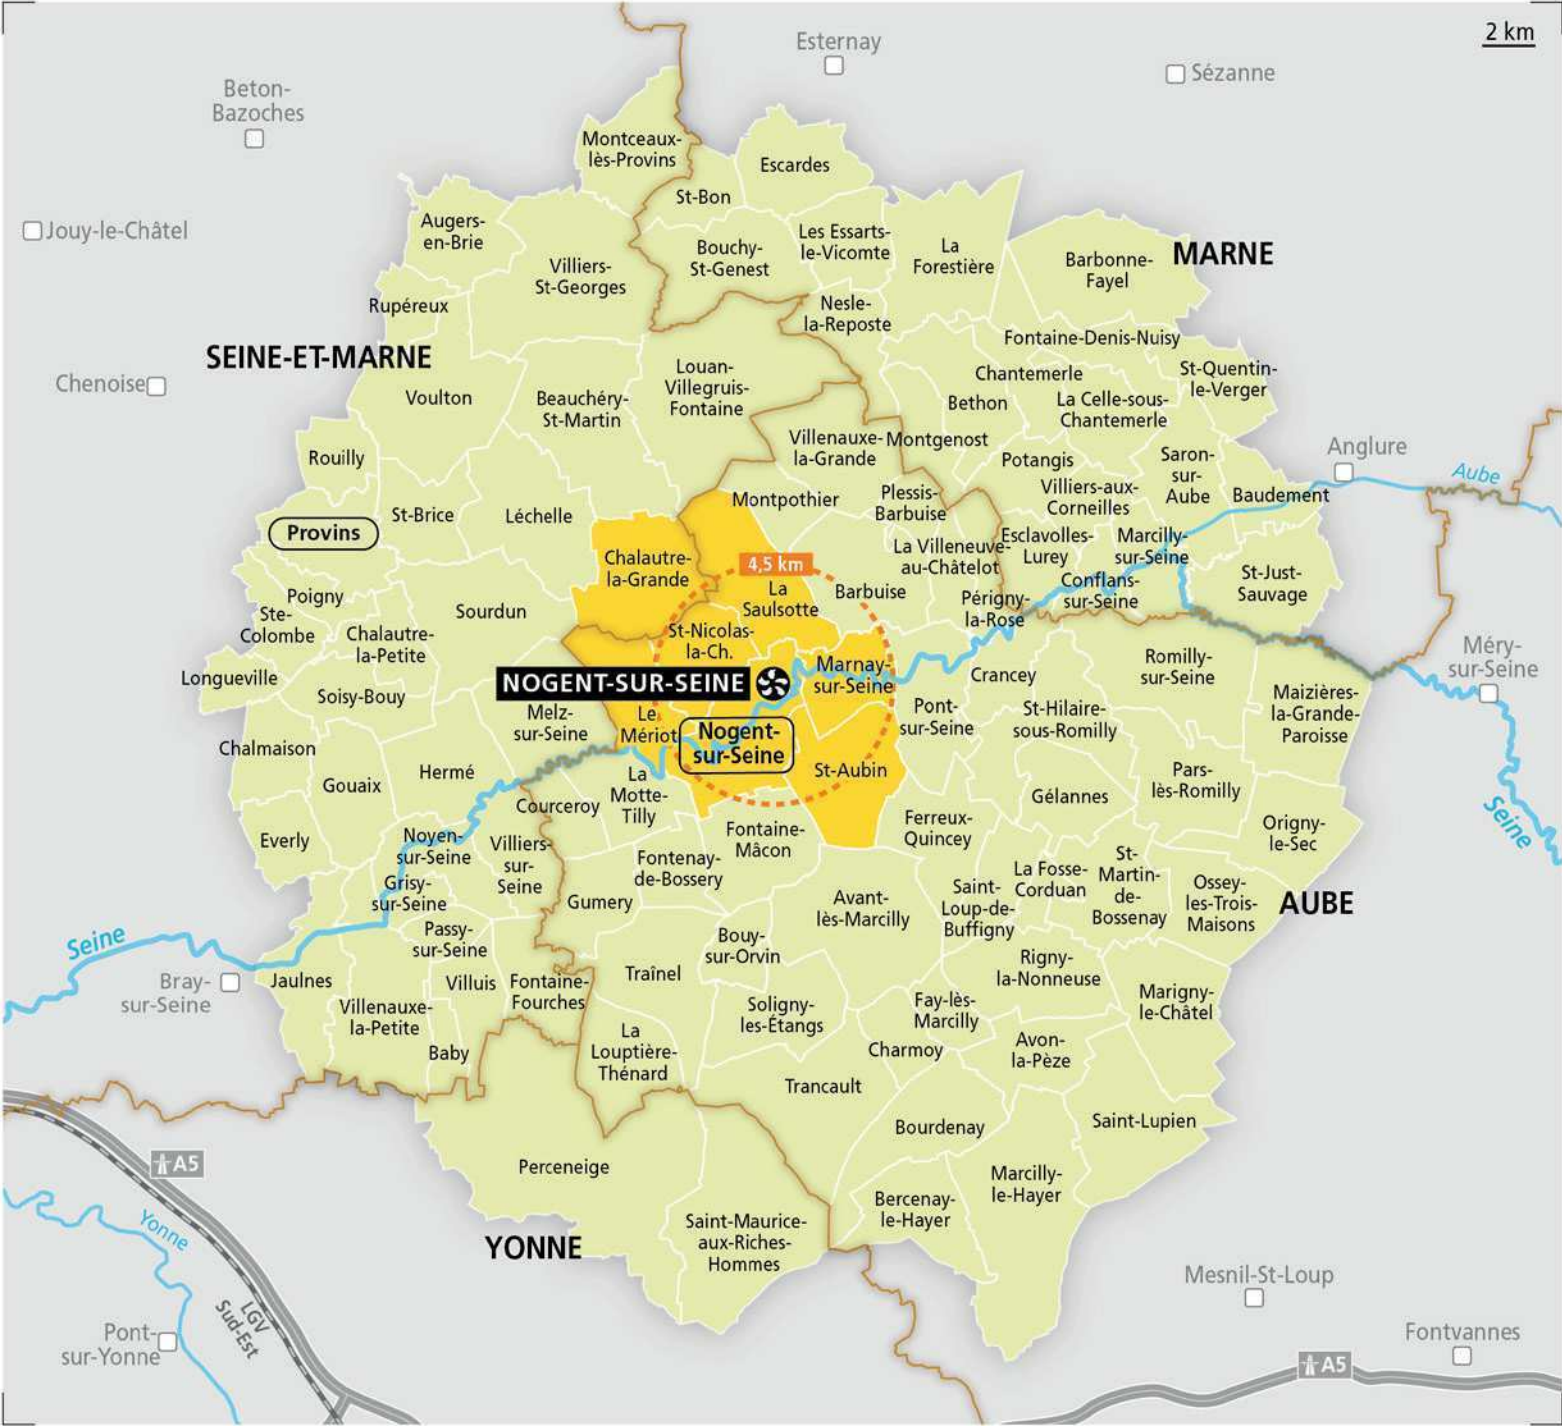 2 km
Esternay
Sézanne
Beton-
Bazoches
Montceaux-
lès-Provins
Escardes
St-Bon
Jouy-le-Châtel
Augers-
en-Brie
Les Essarts-
le-Vicomte
Bouchy-
St-Genest
La
Forestière
MARNE
Barbonne-
Fayel
Villiers-
St-Georges
Rupéreux
Nesle-
la-Reposte
Fontaine-Denis-Nuisy
SEINE-ET-MARNE
Chenoise
Louan-
Villegruis-
Fontaine
Chantemerle
St-Quentin-
le-Verger
Voulton
Beauchéry-
St-Martin
Bethon
La Celle-sous-
Chantemerle
Villenauxe-
la-Grande
Montgenost
Anglure
Rouilly
Potangis
Saron-
sur-
Aube
Aube
Villiers-aux-
Corneilles
Baudement
Montpothier
Plessis-
Barbuise
St-Brice
Léchelle
Provins
Esclavolles-
Lurey
Marcilly-
sur-Seine
La Villeneuve-
au-Châtelot
Chalautre-
la-Grande
4,5 km
St-Just-
Sauvage
Conflans-
sur-Seine
La
Saulsotte
Barbuise
Périgny-
la-Rose
Poigny
Ste-
Colombe
Sourdun
Chalautre-
la-Petite
St-Nicolas-
la-Ch.
Méry-
sur-Seine
Romilly-
sur-Seine
Longueville
NOGENT-SUR-SEINE
Marnay-
sur-Seine
Crancey
Soisy-Bouy
Maizières-
la-Grande-
Paroisse
Melz-
sur-Seine
Le
Mériot
Nogent-
sur-Seine
Pont-
sur-Seine
St-Hilaire-
sous-Romilly
Chalmaison
Hermé
Gouaix
St-Aubin
La
Motte-
Tilly
Pars-
lès-Romilly
Gélannes
Courceroy
Seine
Everly
Noyen-
sur-Seine
Villiers-
sur-
Seine
Fontaine-
Mâcon
Ferreux-
Quincey
Origny-
le-Sec
Fontenay-
de-Bossery
Grisy-
sur-Seine
La Fosse-
Corduan
St-
Martin-
de-
Bossenay
Ossey-
les-Trois-
Maisons
AUBE
Gumery
Avant-
lès-Marcilly
Saint-
Loup-de-
Buffigny
Seine
Passy-
sur-Seine
Bouy-
sur-Orvin
Bray-
sur-Seine
Jaulnes
Villuis
Fontaine-
Fourches
Traînel
Rigny-
la-Nonneuse
Villenauxe-
la-Petite
Soligny-
les-Étangs
Fay-lès-
Marcilly
Marigny-
le-Châtel
Baby
La
Louptière-
Thénard
Charmoy
Avon-
la-Pèze
Trancault
Bourdenay
Saint-Lupien
A5
Perceneige
Marcilly-
le-Hayer
Bercenay-
le-Hayer
Yonne
YONNE
Saint-Maurice-
aux-Riches-
Hommes
Mesnil-St-Loup
LGV
Sud-Est
Pont-
sur-Yonne
Fontvannes
A5